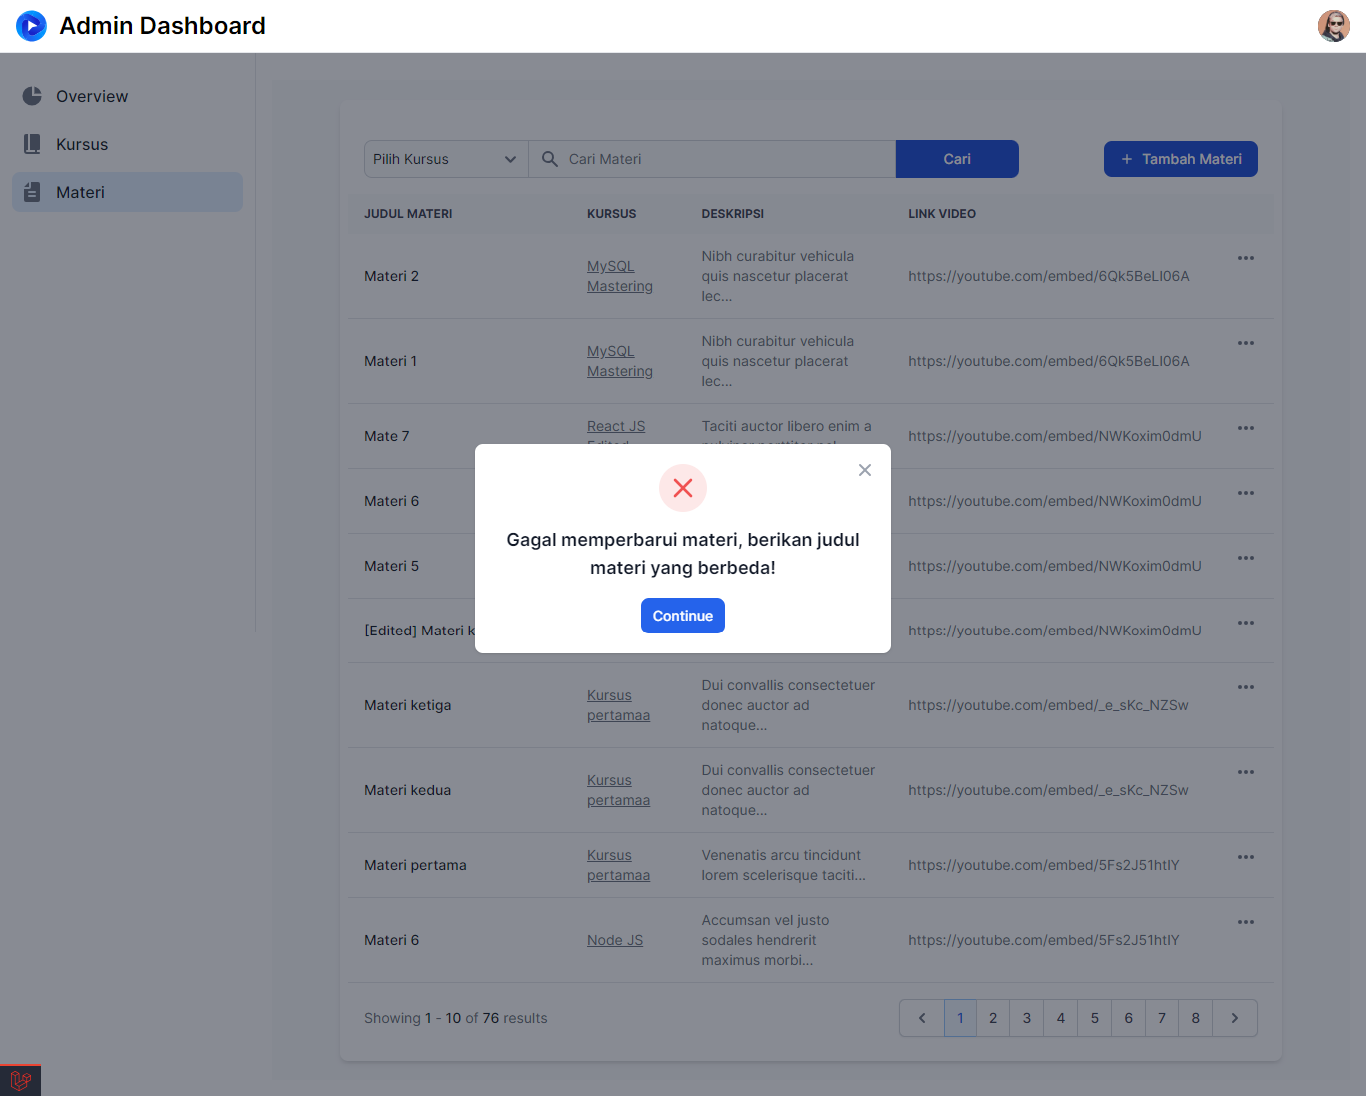 Admin Dashboard
Overview
Kursus
Materi
Pilih Kursus
Cari Materi
Cari
+ Tambah Materi
JUDUL MATERI KURSUS DESKRIPSI LINK VIDEO
Materi 2
MySQL
Mastering
Nibh curabitur vehicula
quis nascetur placerat
lec...
https://youtube.com/embed/6Qk5BeLI06A
Materi 1
MySQL
Mastering
Nibh curabitur vehicula
quis nascetur placerat
lec...
https://youtube.com/embed/6Qk5BeLI06A
Mate 7
React JS
Taciti auctor libero enim a
https://youtube.com/embed/NWKoxim0dmU
Materi 6
https://youtube.com/embed/NWKoxim0dmU
Materi 5
https://youtube.com/embed/NWKoxim0dmU
[Edited] Materi k
https://youtube.com/embed/NWKoxim0dmU
Gagal memperbarui materi, berikan judul
materi yang berbeda!
Continue
Materi ketiga
Kursus
pertamaa
Dui convallis consectetuer
donec auctor ad
natoque...
https://youtube.com/embed/_e_sKc_NZSw
Materi kedua
Kursus
pertamaa
Dui convallis consectetuer
donec auctor ad
natoque...
https://youtube.com/embed/_e_sKc_NZSw
Materi pertama
Kursus
pertamaa
Venenatis arcu tincidunt
lorem scelerisque taciti...
https://youtube.com/embed/5Fs2J51htIY
Materi 6
Node JS
Accumsan vel justo
sodales hendrerit
maximus morbi...
https://youtube.com/embed/5Fs2J51htIY
Showing 1 - 10 of 76 results
1 2 3 4 5 6 7 8